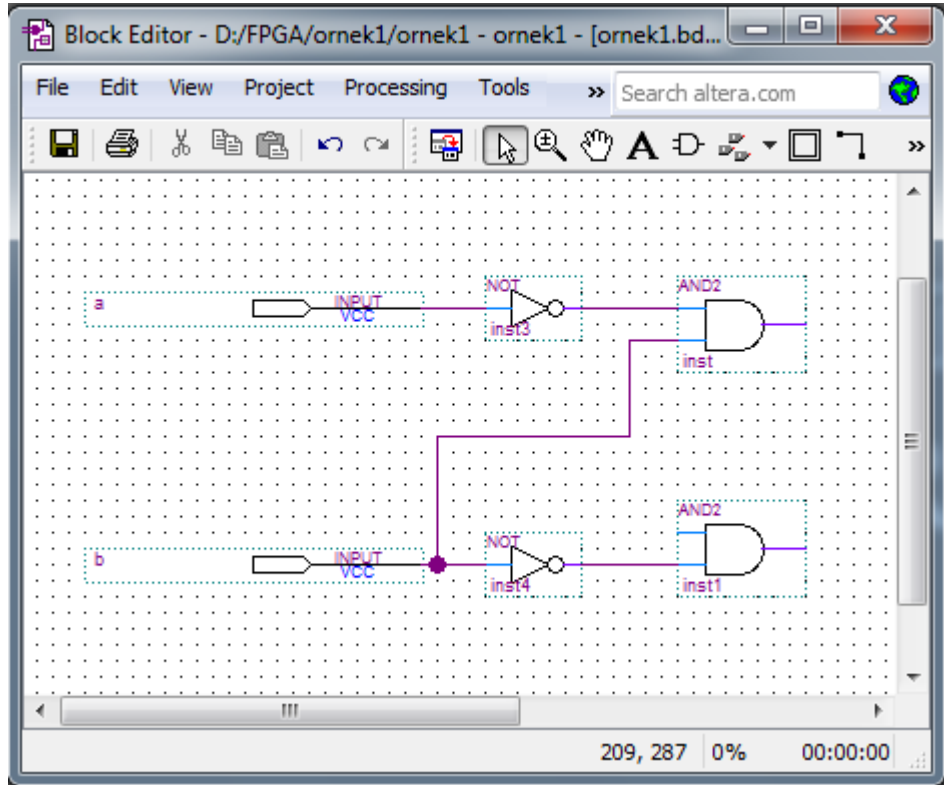 Block Editor - D:/FPGA/ornek1/ornek1 - ornek1 - [ornek1.bd...
File Edit View Project Processing Tools » Search altera.com
A »
a INPUT VCC
NOT
inst3
AND2
inst
b INPUT VCC
NOT
inst4
AND2
inst1
209, 287 0% 00:00:00